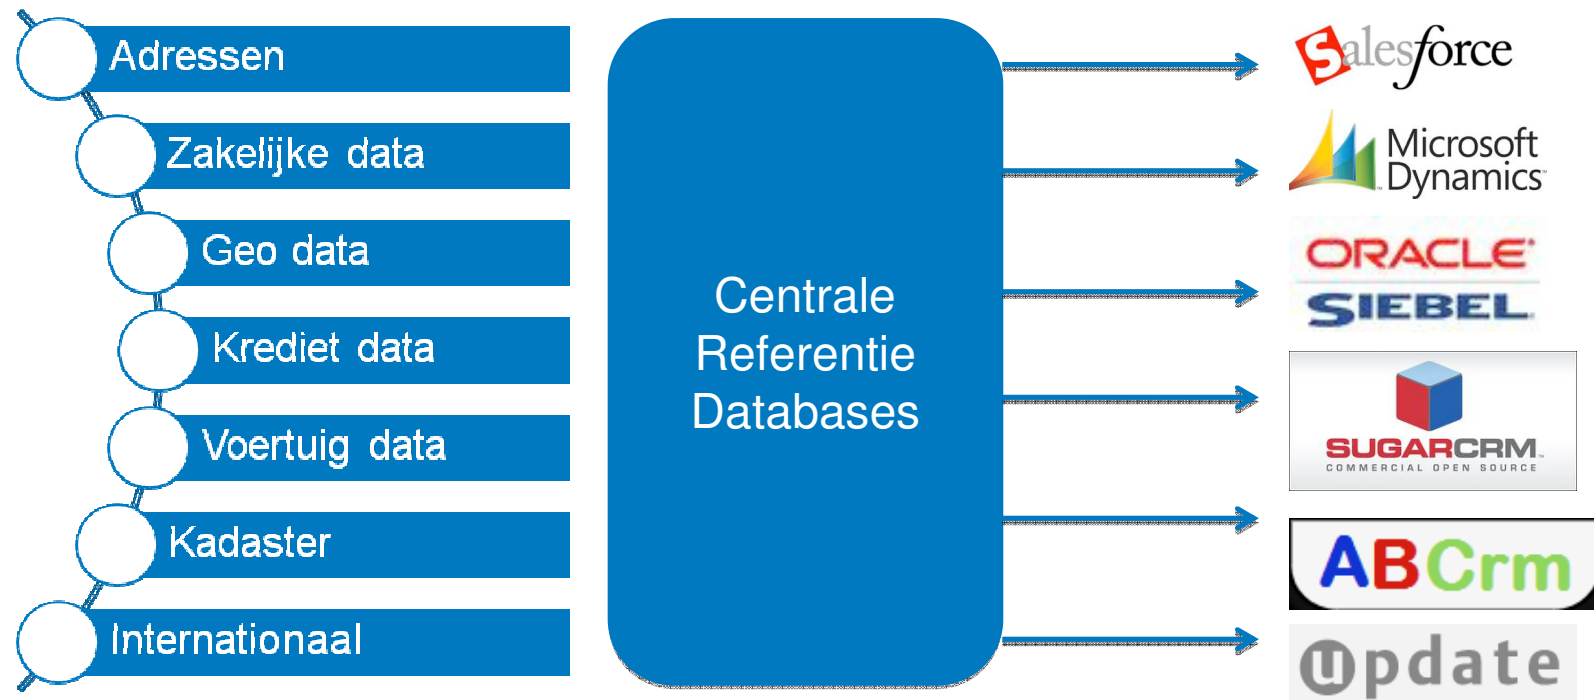 Adressen
Zakelijke data
Geo data
Krediet data
Voertuig data
Kadaster
Internationaal
Centrale
Referentie
Databases
Salesforce
Microsoft
Dynamics
ORACLE
SIEBEL
SUGARCRM
COMMERCIAL OPEN SOURCE
ABCrm
update